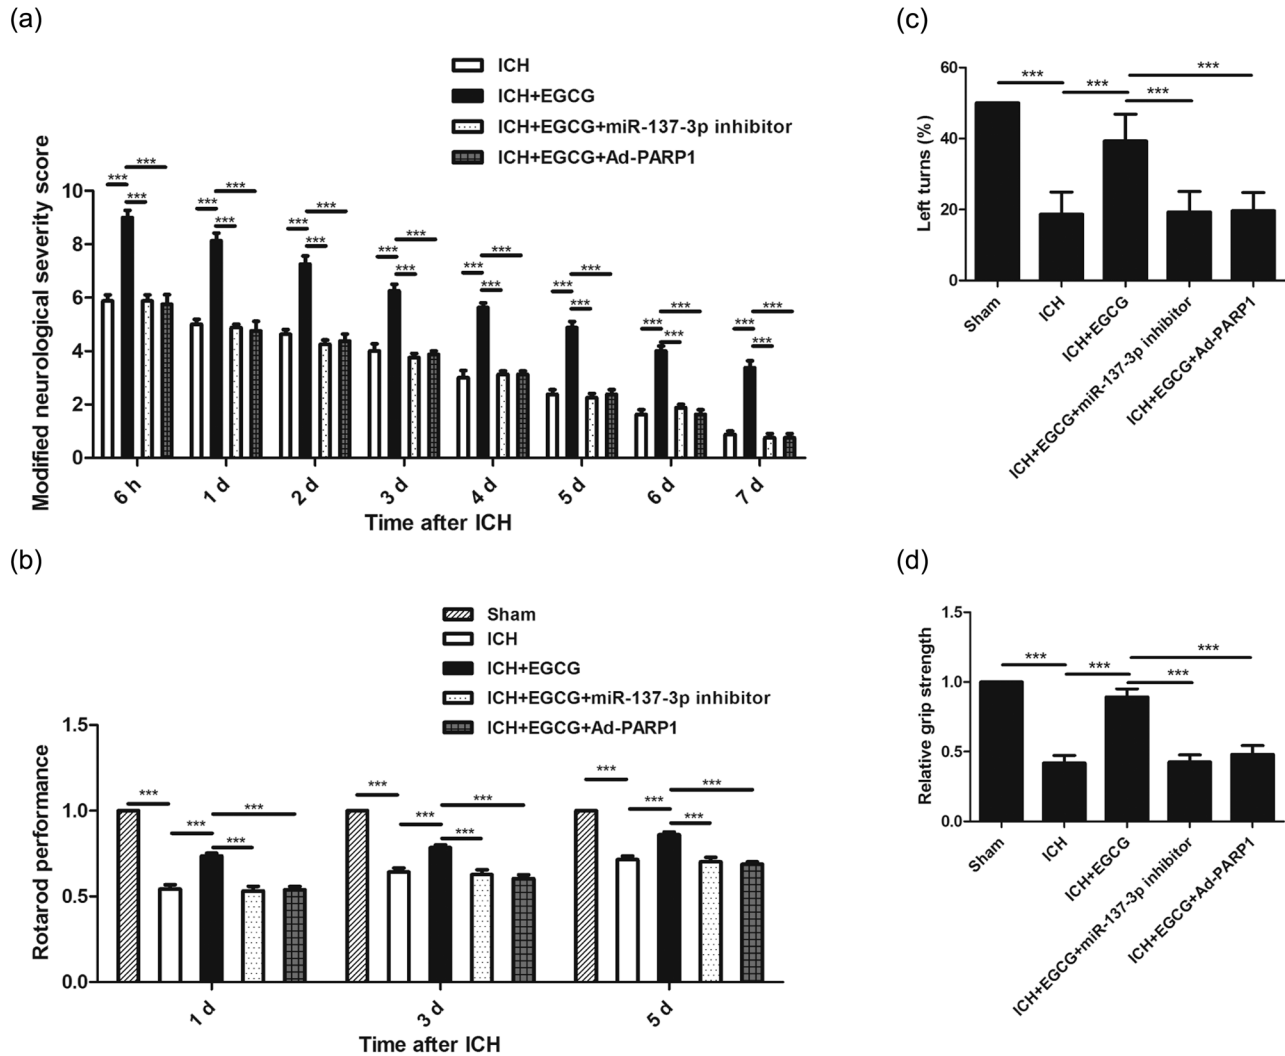 (a)
ICH
ICH+EGCG
ICH+EGCG+miR-137-3p inhibitor
ICH+EGCG+Ad-PARP1
Modified neurological severity score
10
8
6
4
2
0
*** *** ***
*** *** ***
*** *** ***
*** *** ***
*** *** ***
*** *** ***
*** *** ***
*** *** ***
6 h 1 d 2 d 3 d 4 d 5 d 6 d 7 d
Time after ICH
(b)
Sham
ICH
ICH+EGCG
ICH+EGCG+miR-137-3p inhibitor
ICH+EGCG+Ad-PARP1
Rotarod performance
1.5
1.0
0.5
0.0
*** *** *** ***
*** *** *** ***
*** *** *** ***
1 d 3 d 5 d
Time after ICH
(c)
Left turns (%)
60
40
20
0
*** *** *** ***
Sham
ICH
ICH+EGCG
ICH+EGCG+miR-137-3p inhibitor
ICH+EGCG+Ad-PARP1
(d)
Relative grip strength
1.5
1.0
0.5
0.0
*** *** *** ***
Sham
ICH
ICH+EGCG
ICH+EGCG+miR-137-3p inhibitor
ICH+EGCG+Ad-PARP1